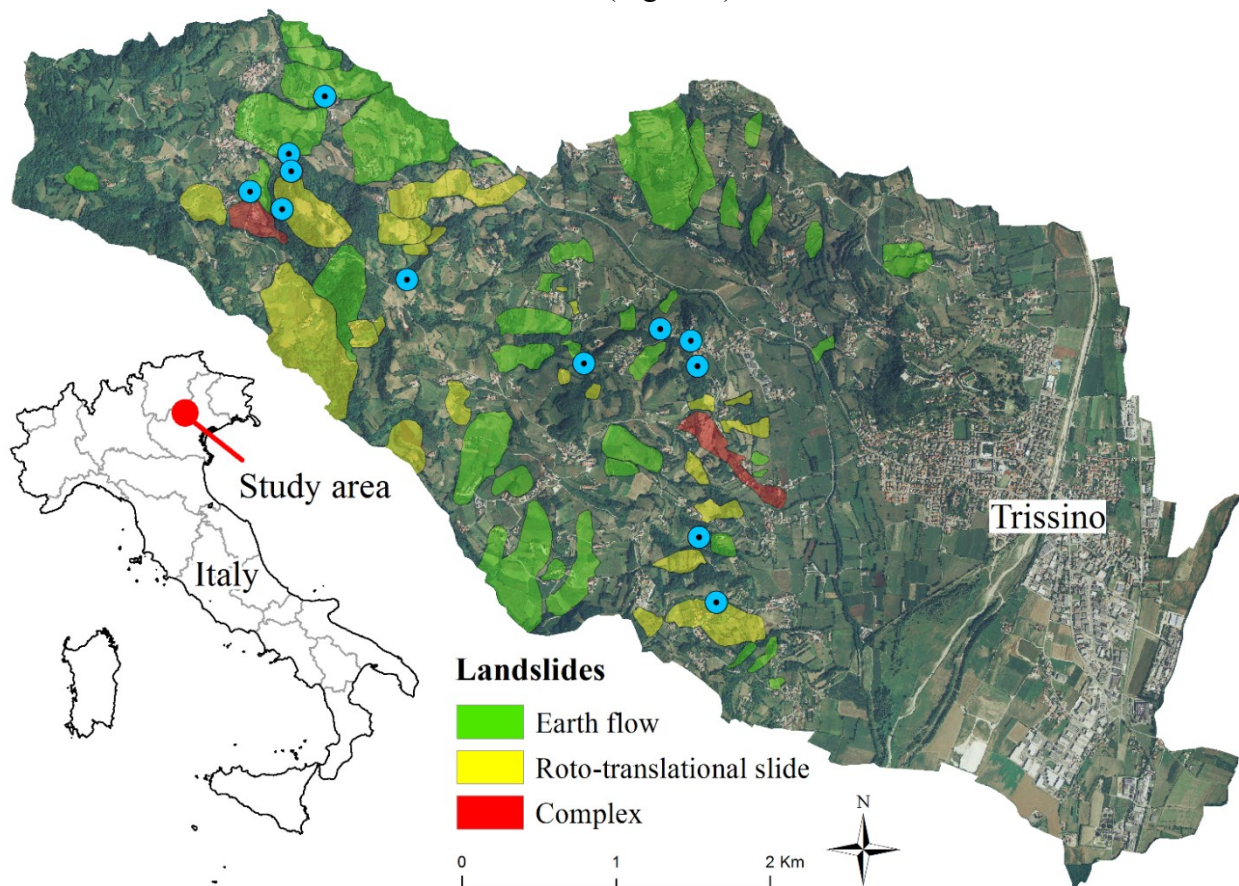 Study area
Italy
Trissino
Landslides
Earth flow
Roto-translational slide
Complex
N
0 1 2 Km